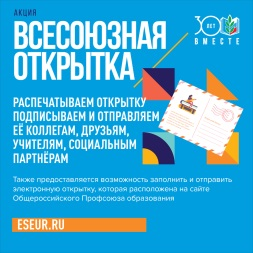 АКЦИЯ
ВСЕСОЮЗНАЯ
ОТКРЫТКА
30 ЛЕТ
ВМЕСТЕ
РАСПЕЧАТЫВАЕМ ОТКРЫТКУ
ПОДПИСЫВАЕМ И ОТПРАВЛЯЕМ
ЕЁ КОЛЛЕГАМ, ДРУЗЬЯМ,
УЧИТЕЛЯМ, СОЦИАЛЬНЫМ
ПАРТНЁРАМ
Также предоставляется возможность заполнить и отправить
электронную открытку, которая расположена на сайте
Общероссийского Профсоюза образования
ESEUR.RU